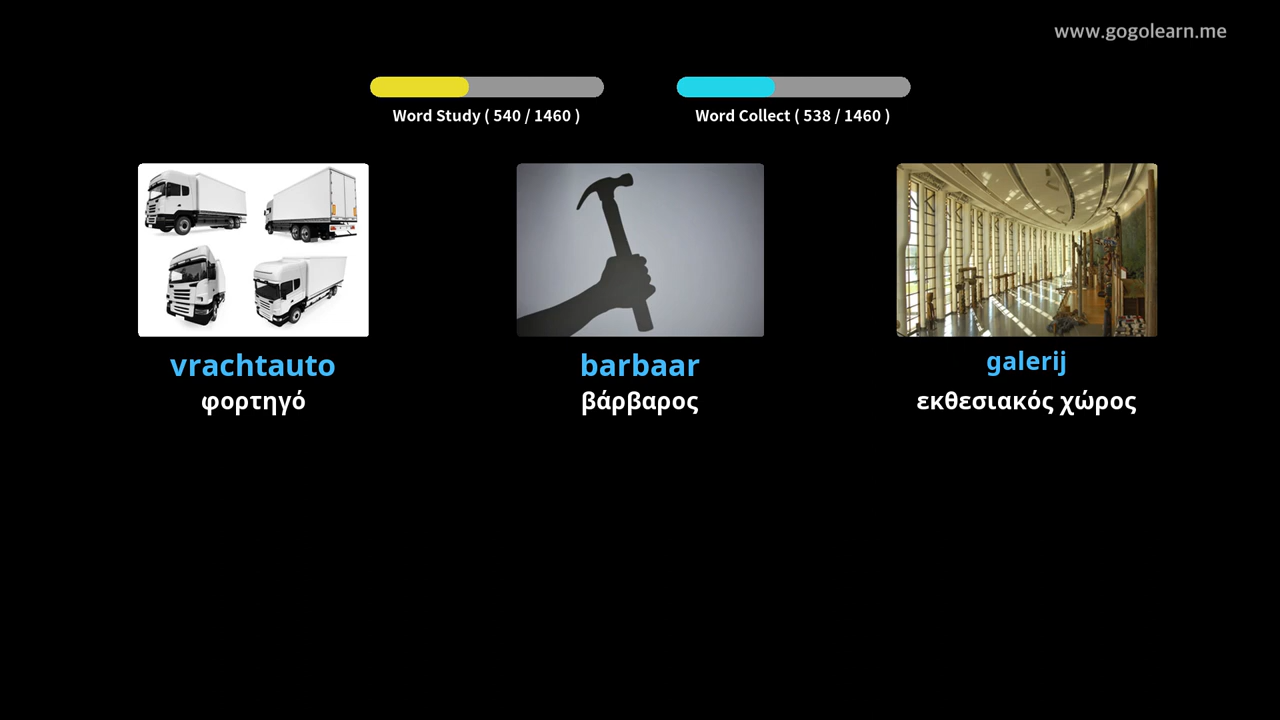 www.gogolearn.me
Word Study ( 540 / 1460 )
Word Collect ( 538 / 1460 )
vrachtauto
φορτηγό
barbaar
βάρβαρος
galerij
εκθεσιακός χώρος